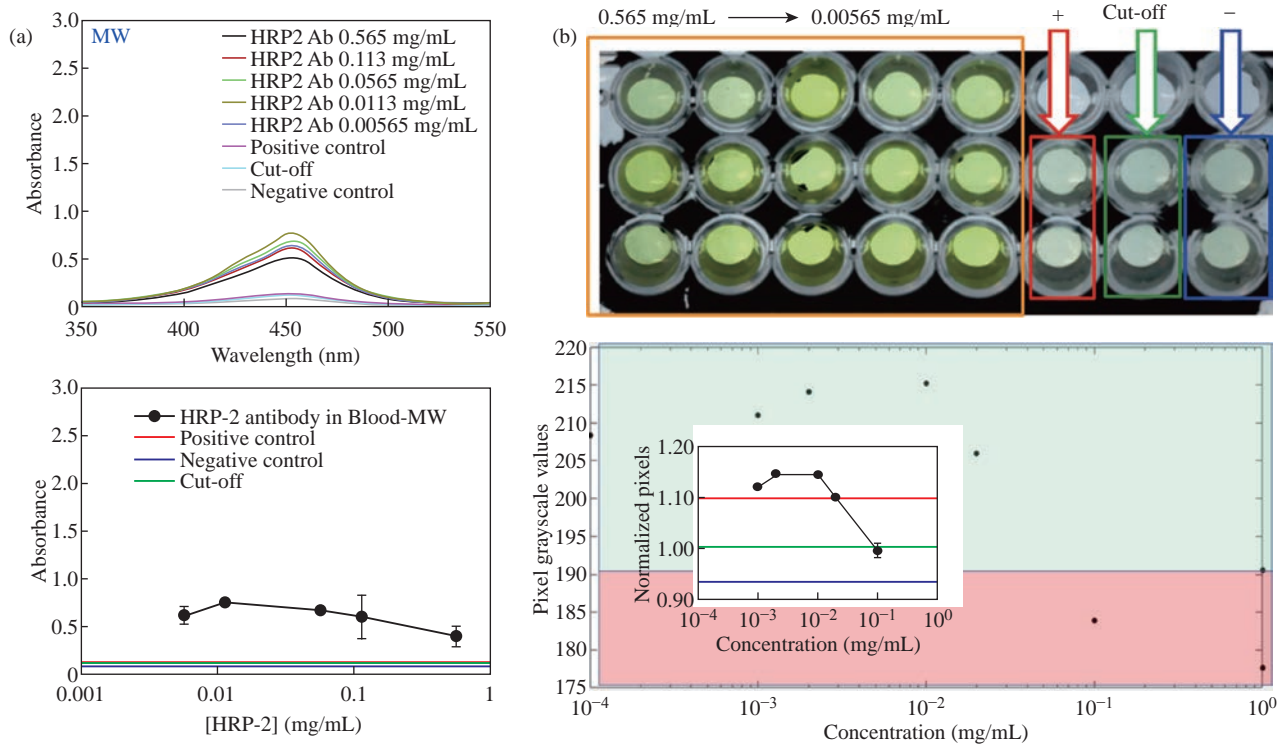 (a)
MW
3.0
2.5
2.0
1.5
1.0
0.5
0
Absorbance
HRP2 Ab 0.565 mg/mL
HRP2 Ab 0.113 mg/mL
HRP2 Ab 0.0565 mg/mL
HRP2 Ab 0.0113 mg/mL
HRP2 Ab 0.00565 mg/mL
Positive control
Cut-off
Negative control
350 400 450 500 550
Wavelength (nm)
3.0
2.5
2.0
1.5
1.0
0.5
0
Absorbance
HRP-2 antibody in Blood-MW
Positive control
Negative control
Cut-off
0.001 0.01 0.1 1
[HRP-2] (mg/mL)
(b)
0.565 mg/mL → 0.00565 mg/mL
+ Cut-off −
220
215
210
205
200
195
190
185
180
175
Pixel grayscale values
10⁻⁴ 10⁻³ 10⁻² 10⁻¹ 10⁰
Concentration (mg/mL)
1.20
1.10
1.00
0.90
Normalized pixels
10⁻⁴ 10⁻³ 10⁻² 10⁻¹ 10⁰
Concentration (mg/mL)